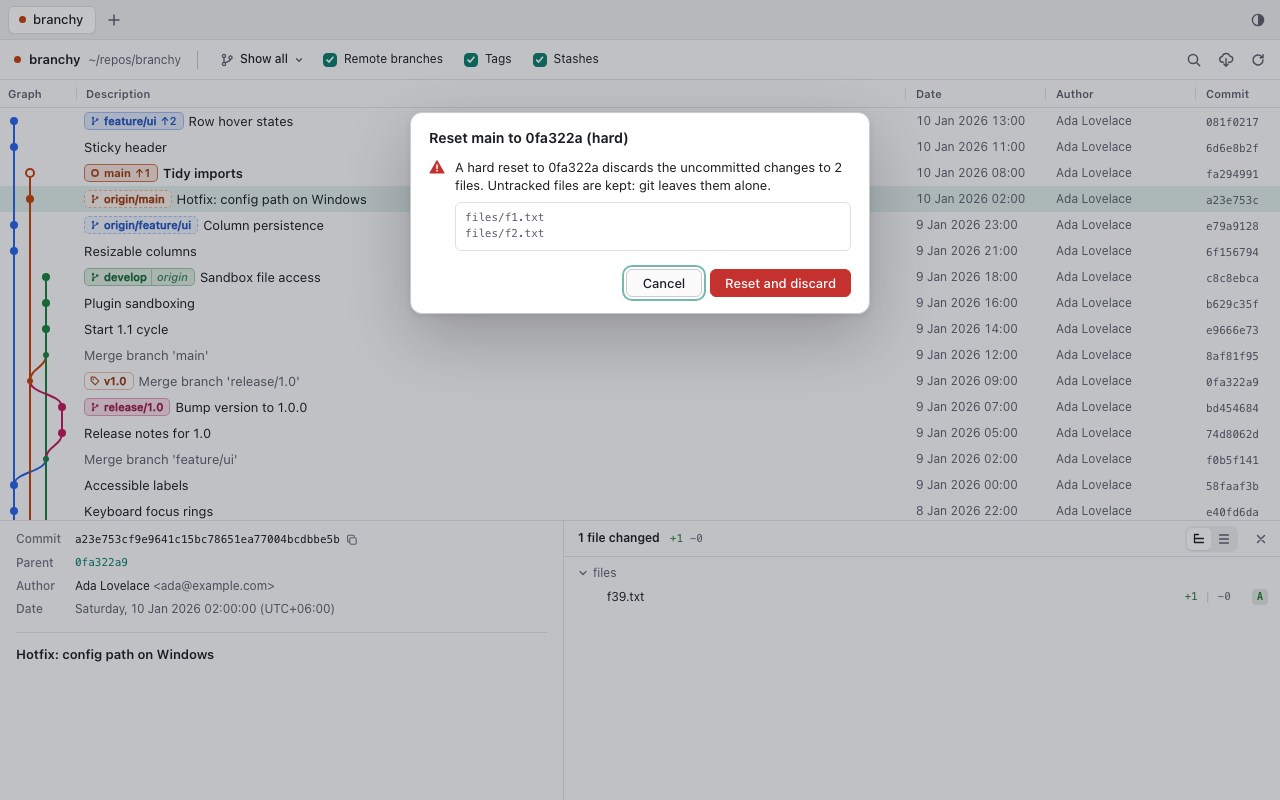 branchy
branchy ~/repos/branchy Show all Remote branches Tags Stashes
Graph Description Date Author Commit
feature/ui ↑2 Row hover states 10 Jan 2026 13:00 Ada Lovelace 081f0217
Sticky header 10 Jan 2026 11:00 Ada Lovelace 6d6e8b2f
main ↑1 Tidy imports 10 Jan 2026 08:00 Ada Lovelace fa294991
origin/main Hotfix: config path on Windows 10 Jan 2026 02:00 Ada Lovelace a23e753c
origin/feature/ui Column persistence 9 Jan 2026 23:00 Ada Lovelace e79a9128
Resizable columns 9 Jan 2026 21:00 Ada Lovelace 6f156794
develop origin Sandbox file access 9 Jan 2026 18:00 Ada Lovelace c8c8ebca
Plugin sandboxing 9 Jan 2026 16:00 Ada Lovelace b629c35f
Start 1.1 cycle 9 Jan 2026 14:00 Ada Lovelace e9666e73
Merge branch 'main' 9 Jan 2026 12:00 Ada Lovelace 8af81f95
v1.0 Merge branch 'release/1.0' 9 Jan 2026 09:00 Ada Lovelace 0fa322a9
release/1.0 Bump version to 1.0.0 9 Jan 2026 07:00 Ada Lovelace bd454684
Release notes for 1.0 9 Jan 2026 05:00 Ada Lovelace 74d8062d
Merge branch 'feature/ui' 9 Jan 2026 02:00 Ada Lovelace f0b5f141
Accessible labels 9 Jan 2026 00:00 Ada Lovelace 58faaf3b
Keyboard focus rings 8 Jan 2026 22:00 Ada Lovelace e40fd6da
Reset main to 0fa322a (hard)
A hard reset to 0fa322a discards the uncommitted changes to 2
files. Untracked files are kept: git leaves them alone.
files/f1.txt
files/f2.txt
Cancel Reset and discard
Commit a23e753cf9e9641c15bc78651ea77004bcdbbe5b
Parent 0fa322a9
Author Ada Lovelace <ada@example.com>
Date Saturday, 10 Jan 2026 02:00:00 (UTC+06:00)
Hotfix: config path on Windows
1 file changed +1 −0
files
f39.txt +1 | −0 A